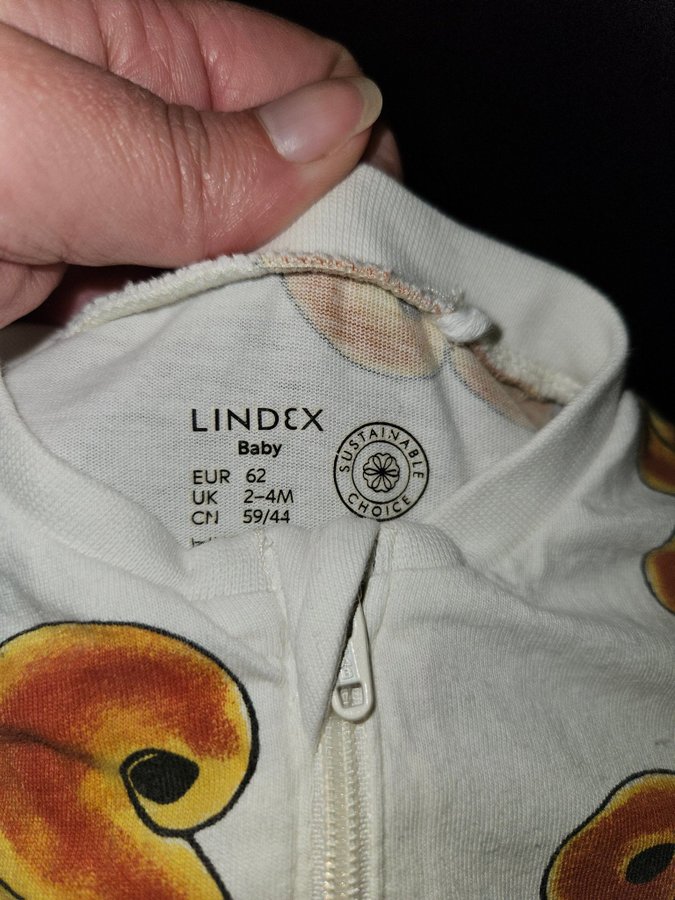 LINDEX
Baby
EUR 62
UK 2–4M
CN 59/44
SUSTAINABLE
CHOICE